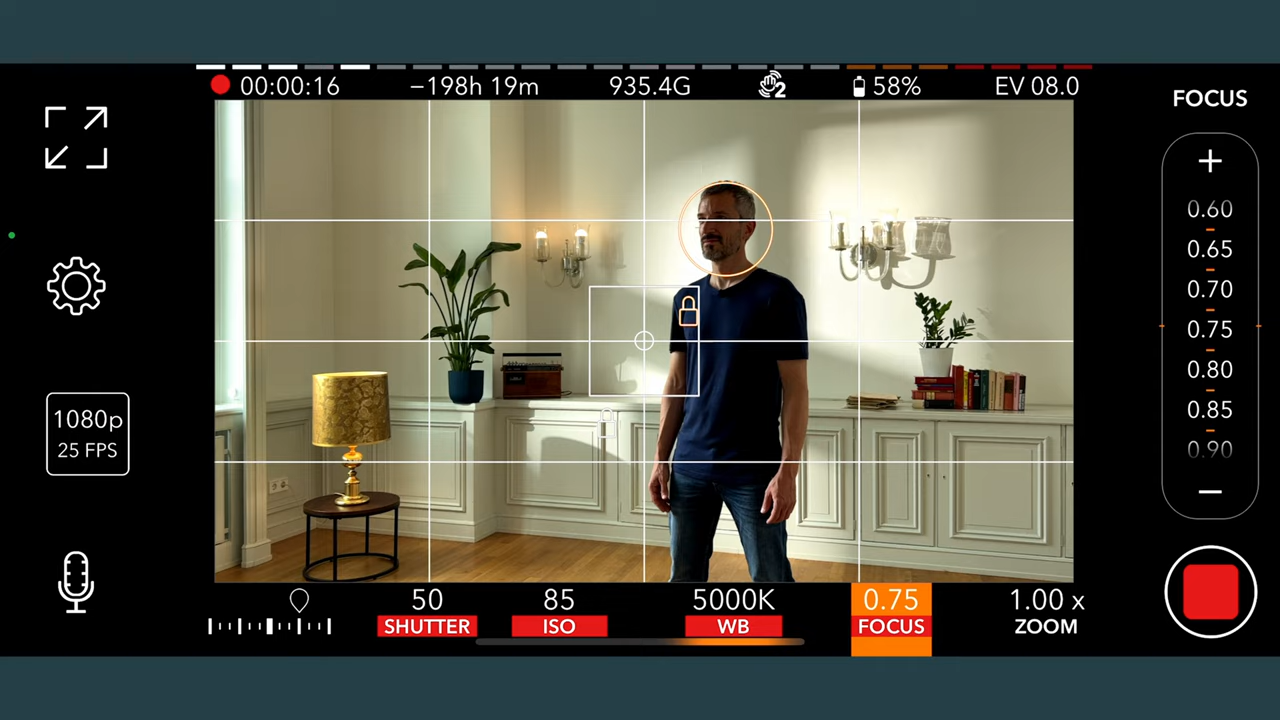 00:00:16 −198h 19m 935.4G 2 58% EV 08.0
FOCUS
+
0.60
0.65
0.70
0.75
0.80
0.85
0.90
−
1080p
25 FPS
50 85 5000K 0.75 1.00 x
SHUTTER ISO WB FOCUS ZOOM